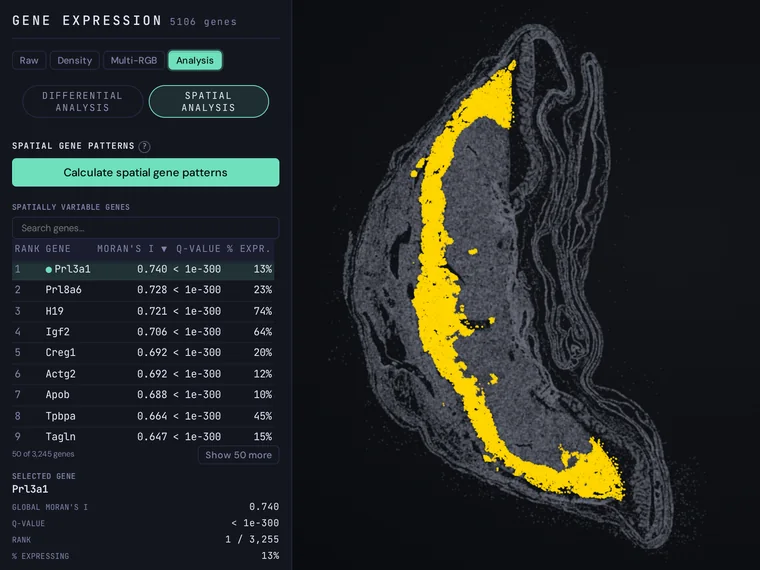 GENE EXPRESSION 5106 genes
Raw Density Multi-RGB Analysis
DIFFERENTIAL ANALYSIS
SPATIAL ANALYSIS
SPATIAL GENE PATTERNS ?
Calculate spatial gene patterns
SPATIALLY VARIABLE GENES
Search genes…
RANK GENE MORAN'S I ▼ Q-VALUE % EXPR.
1 Prl3a1 0.740 < 1e-300 13%
2 Prl8a6 0.728 < 1e-300 23%
3 H19 0.721 < 1e-300 74%
4 Igf2 0.706 < 1e-300 64%
5 Creg1 0.692 < 1e-300 20%
6 Actg2 0.692 < 1e-300 12%
7 Apob 0.688 < 1e-300 10%
8 Tpbpa 0.664 < 1e-300 45%
9 Tagln 0.647 < 1e-300 15%
50 of 3,245 genes Show 50 more
SELECTED GENE
Prl3a1
GLOBAL MORAN'S I 0.740
Q-VALUE < 1e-300
RANK 1 / 3,255
% EXPRESSING 13%